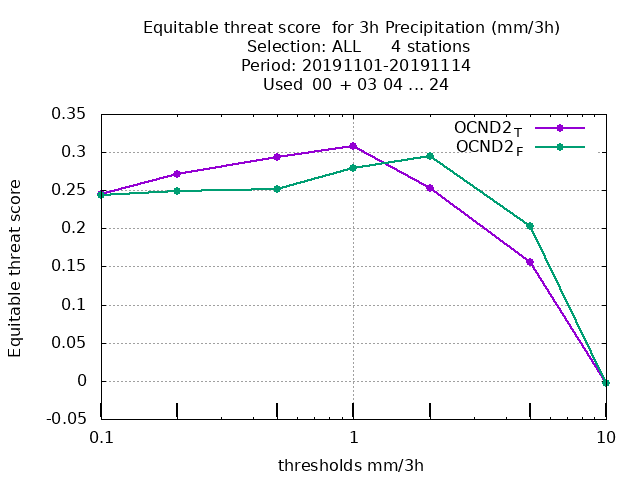 Equitable threat score  for 3h Precipitation (mm/3h)
Selection: ALL      4 stations
Period: 20191101-20191114
Used  00  + 03 04 ... 24
OCND2_T
OCND2_F
0.35
0.3
0.25
0.2
0.15
0.1
0.05
0
-0.05
Equitable threat score
0.1
1
10
thresholds mm/3h